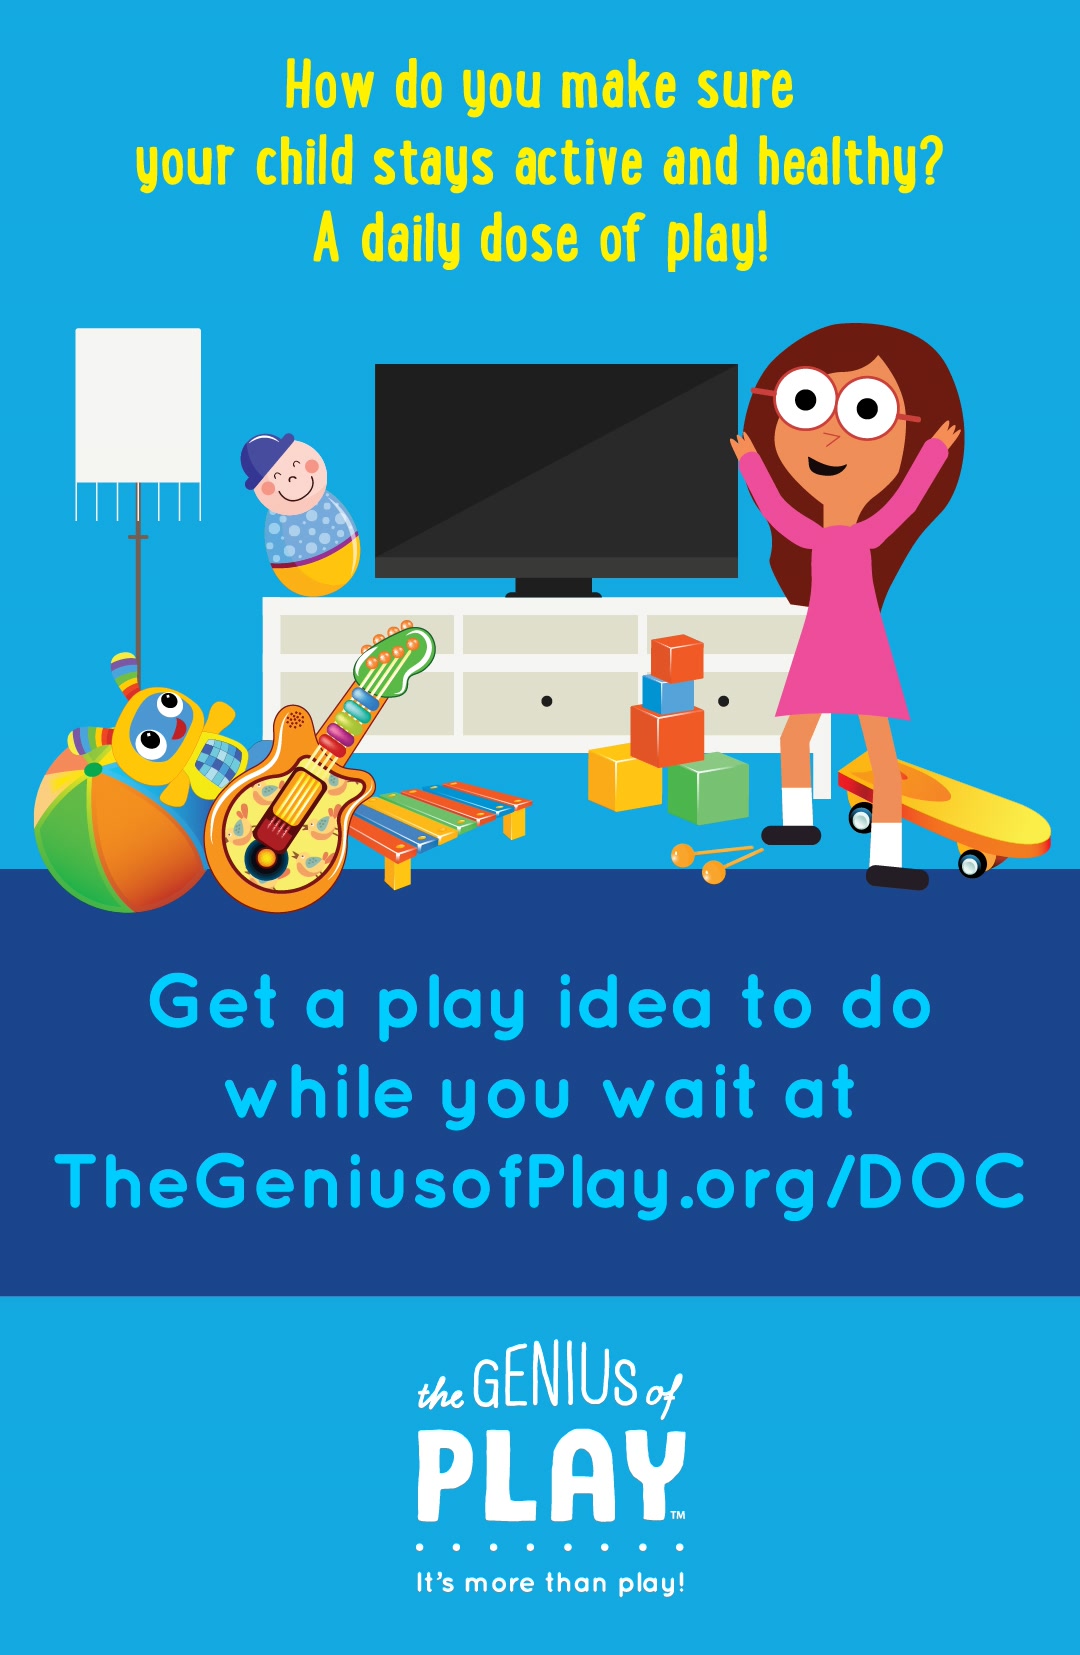 How do you make sure
your child stays active and healthy?
A daily dose of play!
Get a play idea to do
while you wait at
TheGeniusofPlay.org/DOC
the GENIUS of
PLAY™
It's more than play!